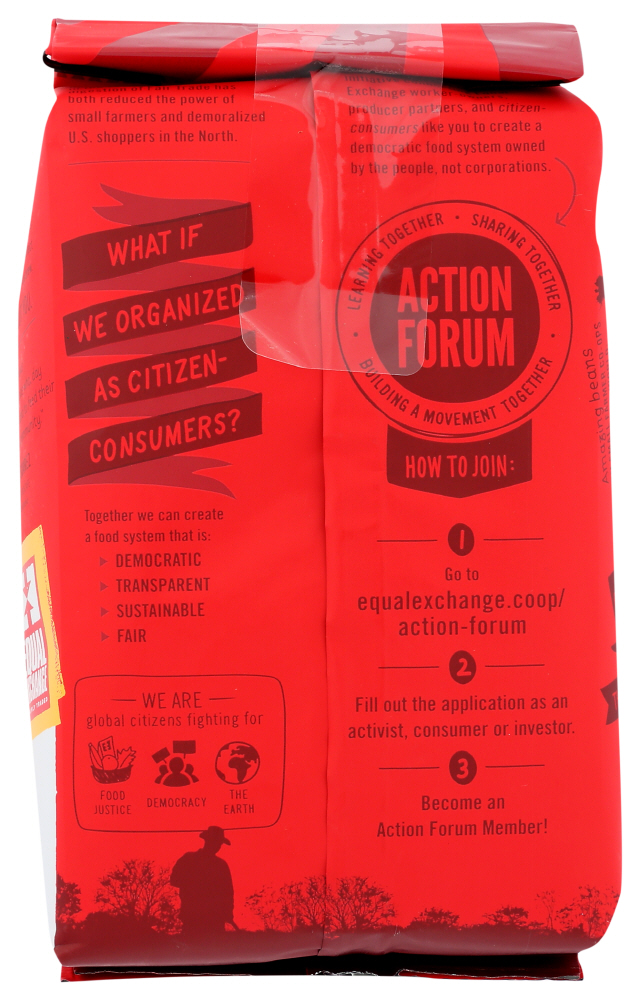 both reduced the power of
small farmers and demoralized
U.S. shoppers in the North.
WHAT IF
WE ORGANIZED
AS CITIZEN-
CONSUMERS?
Together we can create
a food system that is:
DEMOCRATIC
TRANSPARENT
SUSTAINABLE
FAIR
WE ARE
global citizens fighting for
FOOD
JUSTICE
DEMOCRACY
THE
EARTH
Exchange
producer partners, and citizen-
consumers like you to create a
democratic food system owned
by the people, not corporations.
LEARNING TOGETHER • SHARING TOGETHER
• BUILDING A MOVEMENT TOGETHER •
ACTION
FORUM
HOW TO JOIN:
1
Go to
equalexchange.coop/
action-forum
2
Fill out the application as an
activist, consumer or investor.
3
Become an
Action Forum Member!
Amazing beans